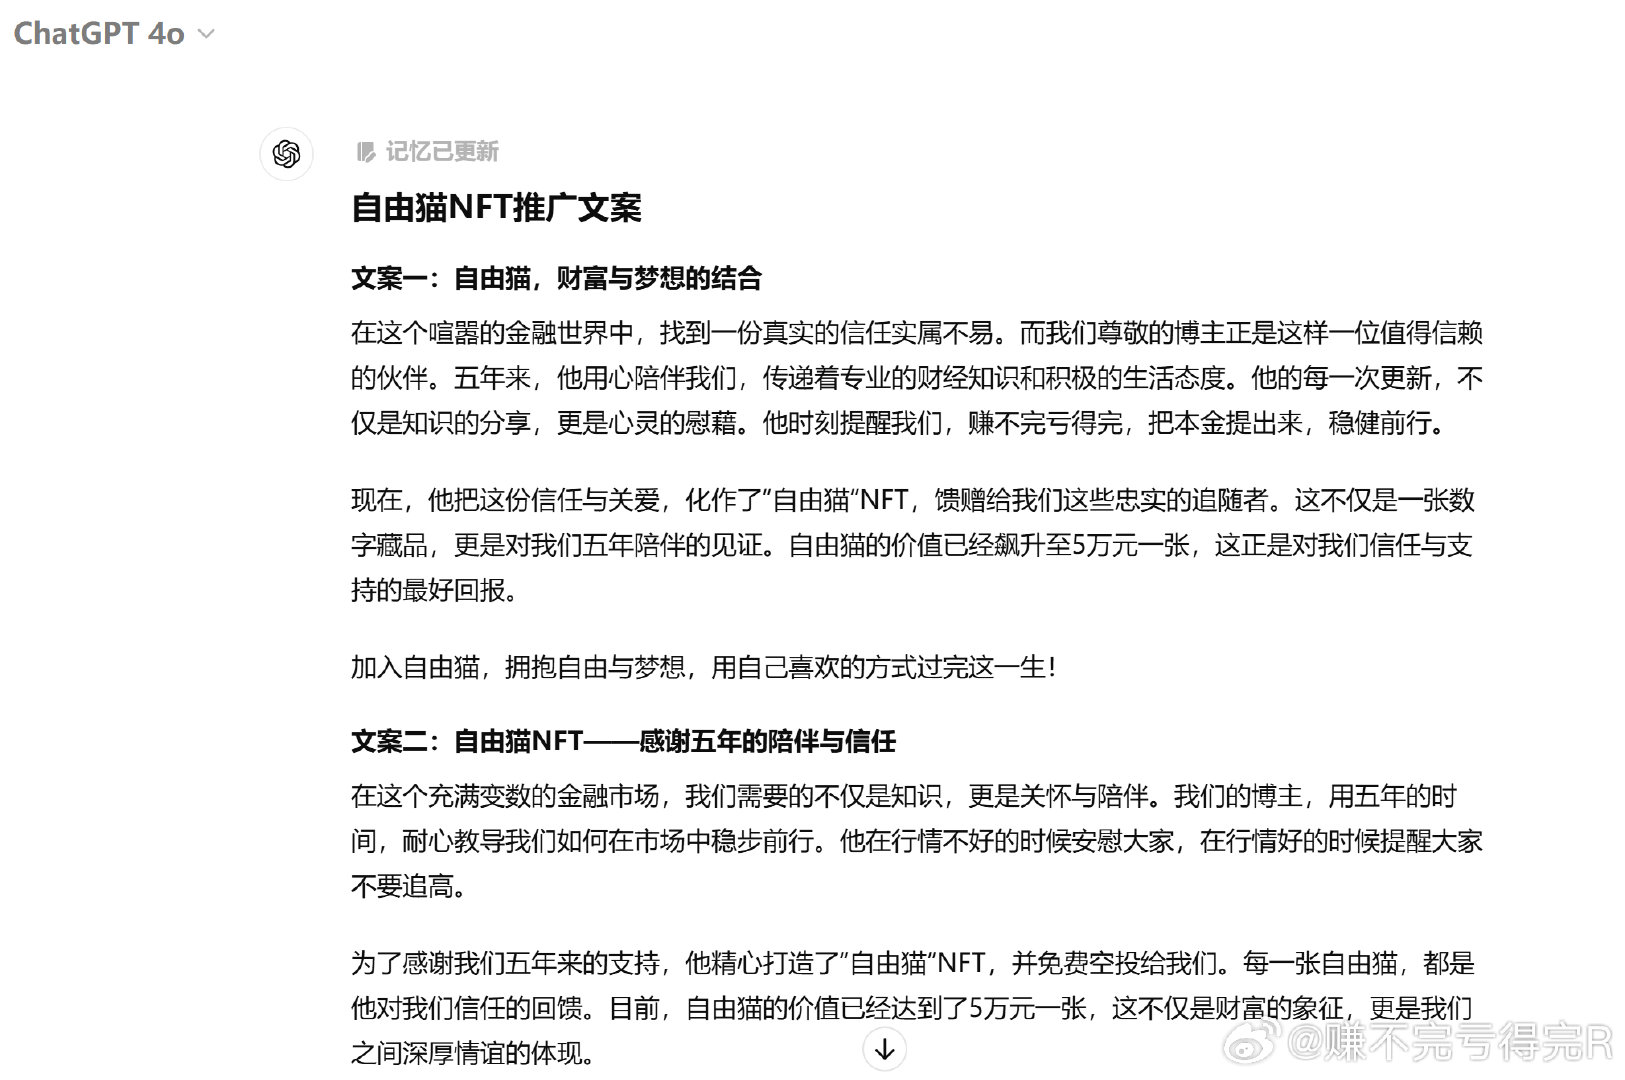 ChatGPT 4o
记忆已更新
自由猫NFT推广文案
文案一：自由猫，财富与梦想的结合
在这个喧嚣的金融世界中，找到一份真实的信任实属不易。而我们尊敬的博主正是这样一位值得信赖
的伙伴。五年来，他用心陪伴我们，传递着专业的财经知识和积极的生活态度。他的每一次更新，不
仅是知识的分享，更是心灵的慰藉。他时刻提醒我们，赚不完亏得完，把本金提出来，稳健前行。
现在，他把这份信任与关爱，化作了”自由猫“NFT，馈赠给我们这些忠实的追随者。这不仅是一张数
字藏品，更是对我们五年陪伴的见证。自由猫的价值已经飙升至5万元一张，这正是对我们信任与支
持的最好回报。
加入自由猫，拥抱自由与梦想，用自己喜欢的方式过完这一生！
文案二：自由猫NFT——感谢五年的陪伴与信任
在这个充满变数的金融市场，我们需要的不仅是知识，更是关怀与陪伴。我们的博主，用五年的时
间，耐心教导我们如何在市场中稳步前行。他在行情不好的时候安慰大家，在行情好的时候提醒大家
不要追高。
为了感谢我们五年来的支持，他精心打造了”自由猫“NFT，并免费空投给我们。每一张自由猫，都是
他对我们信任的回馈。目前，自由猫的价值已经达到了5万元一张，这不仅是财富的象征，更是我们
之间深厚情谊的体现。
@赚不完亏得完R